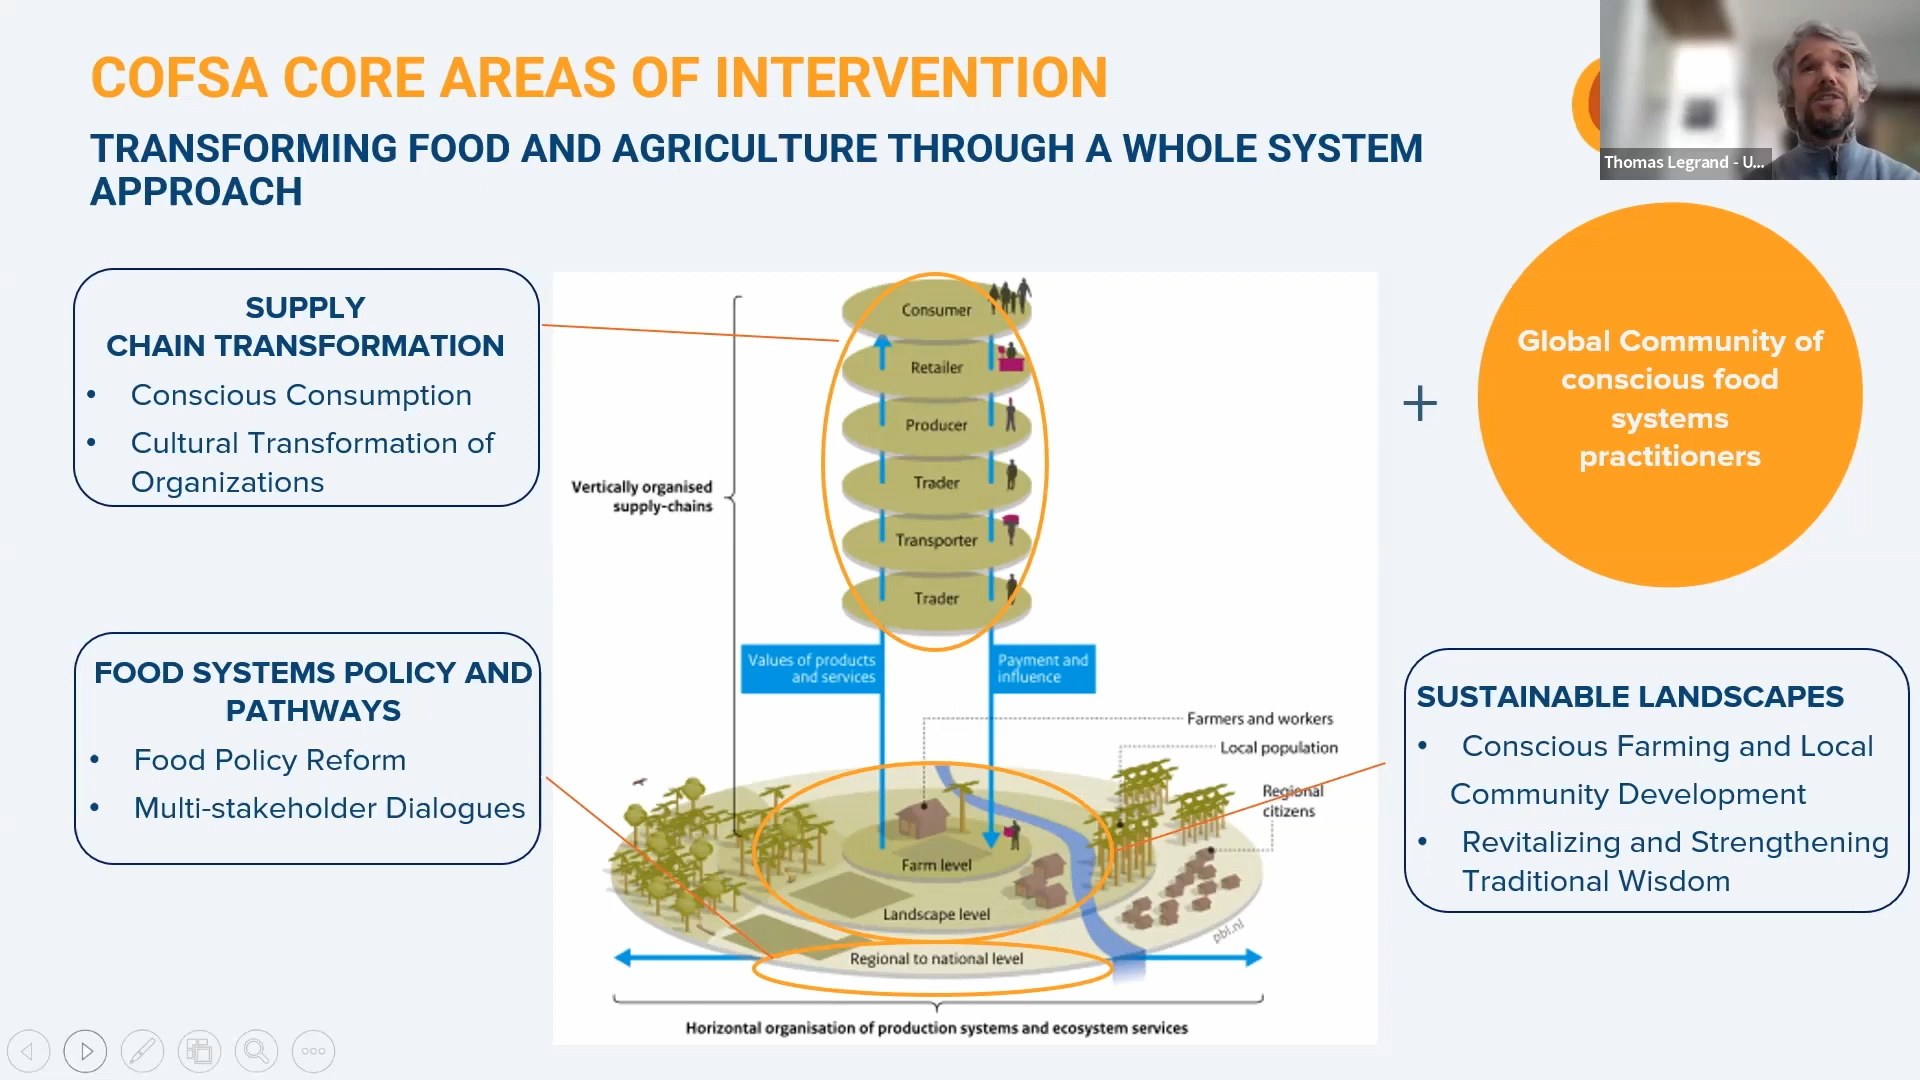 COFSA CORE AREAS OF INTERVENTION
TRANSFORMING FOOD AND AGRICULTURE THROUGH A WHOLE SYSTEM
APPROACH
Thomas Legrand - U...
SUPPLY
CHAIN TRANSFORMATION
• Conscious Consumption
• Cultural Transformation of
Organizations
FOOD SYSTEMS POLICY AND
PATHWAYS
• Food Policy Reform
• Multi-stakeholder Dialogues
Vertically organised
supply-chains
Consumer
Retailer
Producer
Trader
Transporter
Trader
Values of products
and services
Payment and
influence
Farmers and workers
Local population
Regional
citizens
Farm level
Landscape level
Regional to national level
pbl.nl
Horizontal organisation of production systems and ecosystem services
+
Global Community of
conscious food
systems
practitioners
SUSTAINABLE LANDSCAPES
• Conscious Farming and Local
Community Development
• Revitalizing and Strengthening
Traditional Wisdom